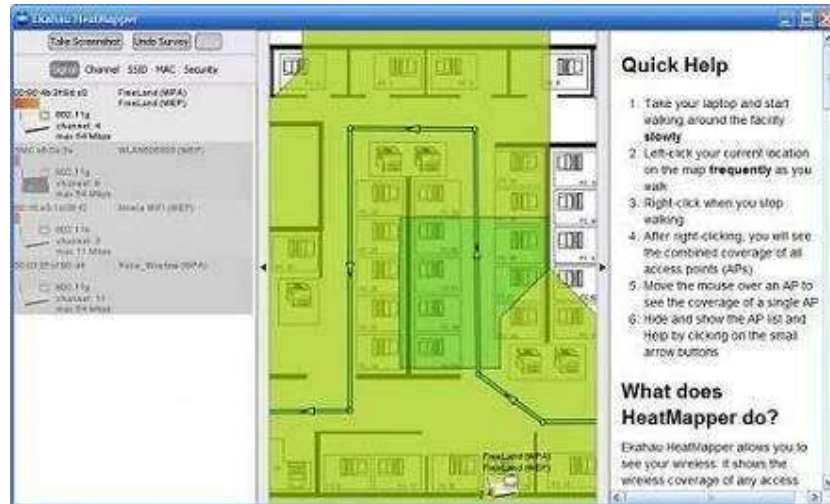 Ekahau HeatMapper
Take Screenshot Undo Survey
Signal Channel SSID MAC Security
FreeLand (WPA)
FreeLand (WEP)
802.11g
channel: 4
max 54 Mbps
802.11g
channel: 6
max 54 Mbps
802.11b
max 11 Mbps
802.11g
channel: 11
max 54 Mbps
FreeLand (WPA)
FreeLand (WEP)
Quick Help
1. Take your laptop and start
walking around the facility
slowly
2. Left-click your current location
on the map frequently as you
walk
3. Right-click when you stop
walking
4. After right-clicking, you will see
the combined coverage of all
access points (APs)
5. Move the mouse over an AP to
see the coverage of a single AP
6. Hide and show the AP list and
Help by clicking on the small
arrow buttons
What does
HeatMapper do?
Ekahau HeatMapper allows you to
see your wireless. It shows the
wireless coverage of any access